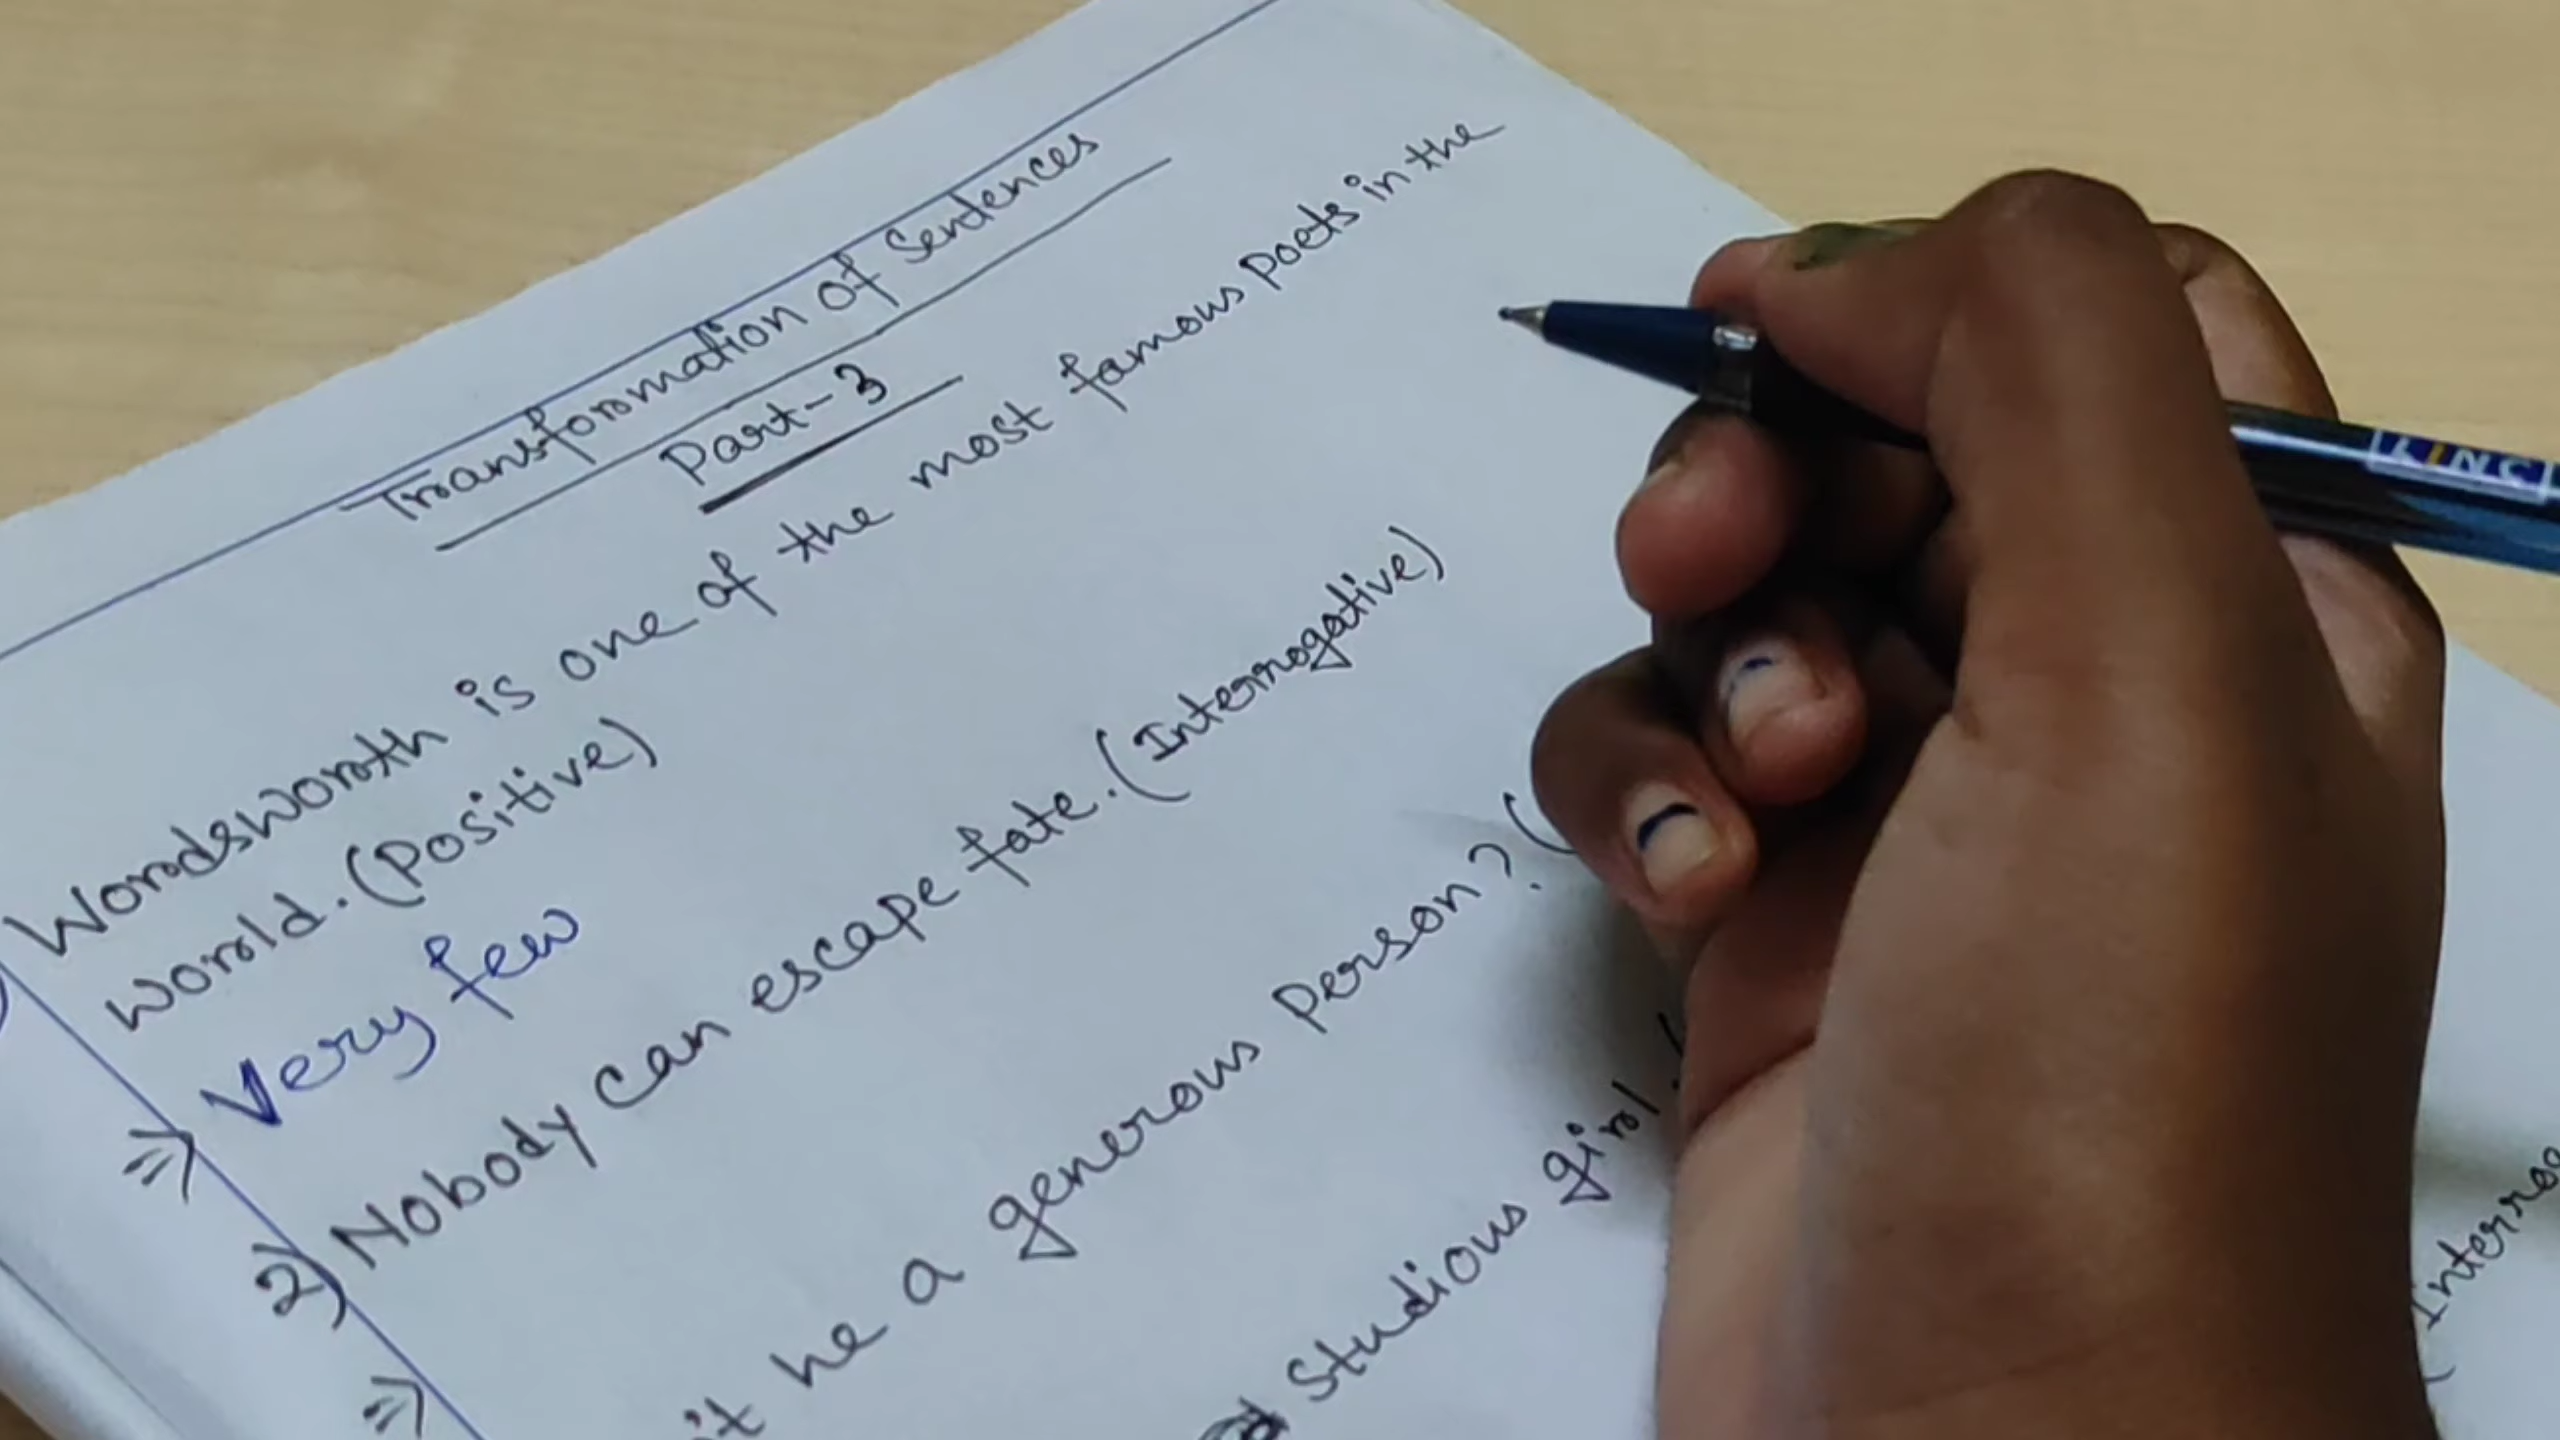 Transformation of Sentences
Part-3
Wordsworth is one of the most famous poets in the
world. (Positive)
=> Very few
2) Nobody can escape fate. (Interrogative)
=>
he a generous person? (
studious girl.
LINC